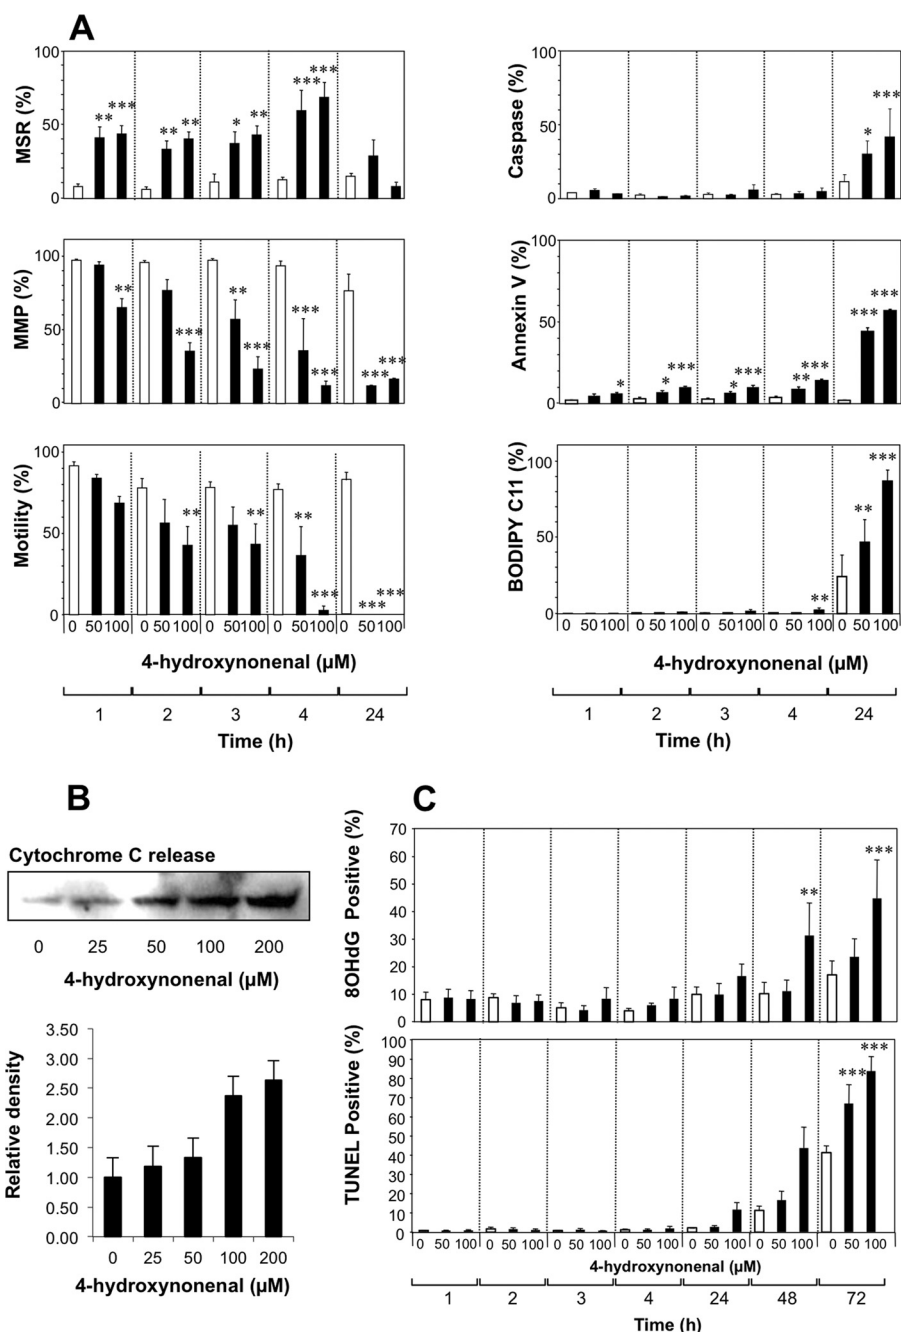 A
MSR (%)
100
50
0
** *** ** ** * ** *** ***
MMP (%)
100
50
0
** *** ** *** *** *** *** ***
Motility (%)
100
50
0
** ** ** *** *** ***
0 50 100 0 50 100 0 50 100 0 50 100 0 50 100
4-hydroxynonenal (µM)
1 2 3 4 24
Time (h)
Caspase (%)
100
50
0
* ***
Annexin V (%)
100
50
0
* * *** * *** ** *** *** ***
BODIPY C11 (%)
100
50
0
** ** ***
0 50 100 0 50 100 0 50 100 0 50 100 0 50 100
4-hydroxynonenal (µM)
1 2 3 4 24
Time (h)
B
Cytochrome C release
0 25 50 100 200
4-hydroxynonenal (µM)
Relative density
3.50
3.00
2.50
2.00
1.50
1.00
0.50
0.00
0 25 50 100 200
4-hydroxynonenal (µM)
C
8OHdG Positive (%)
70
60
50
40
30
20
10
0
** ***
TUNEL Positive (%)
100
90
80
70
60
50
40
30
20
10
0
*** ***
0 50 100 0 50 100 0 50 100 0 50 100 0 50 100 0 50 100 0 50 100
4-hydroxynonenal (µM)
1 2 3 4 24 48 72
Time (h)